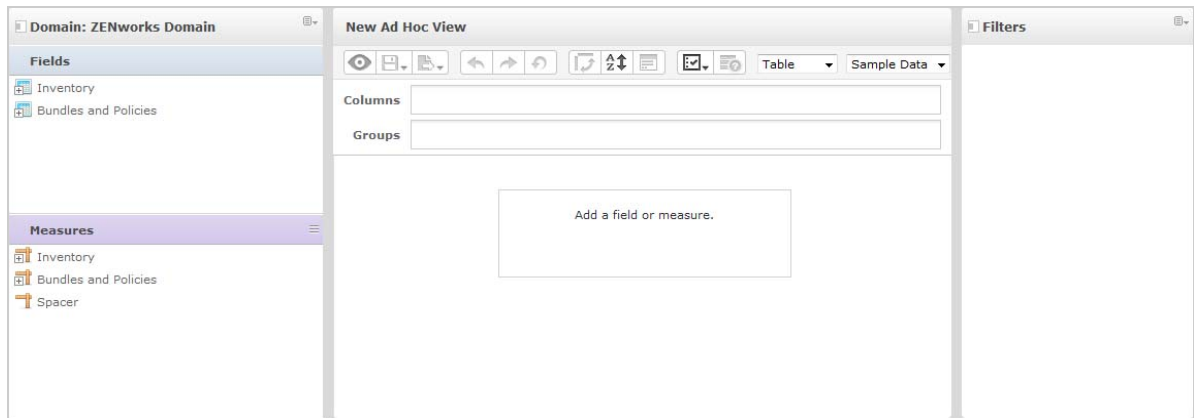 Domain: ZENworks Domain
Fields
Inventory
Bundles and Policies
Measures
Inventory
Bundles and Policies
Spacer
New Ad Hoc View
Table
Sample Data
Columns
Groups
Add a field or measure.
Filters